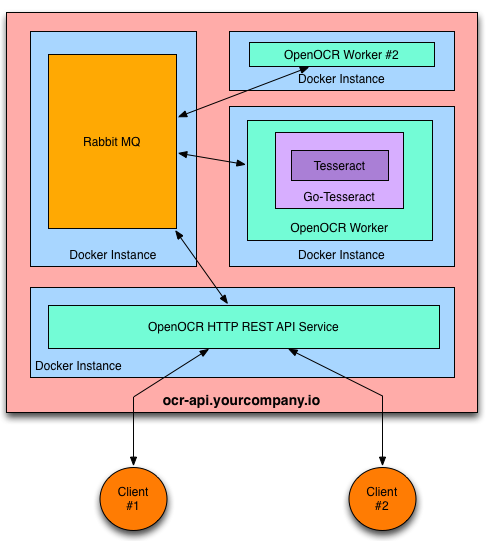 OpenOCR Worker #2
Docker Instance
Rabbit MQ
Docker Instance
Tesseract
Go-Tesseract
OpenOCR Worker
Docker Instance
OpenOCR HTTP REST API Service
Docker Instance
ocr-api.yourcompany.io
Client
#1
Client
#2